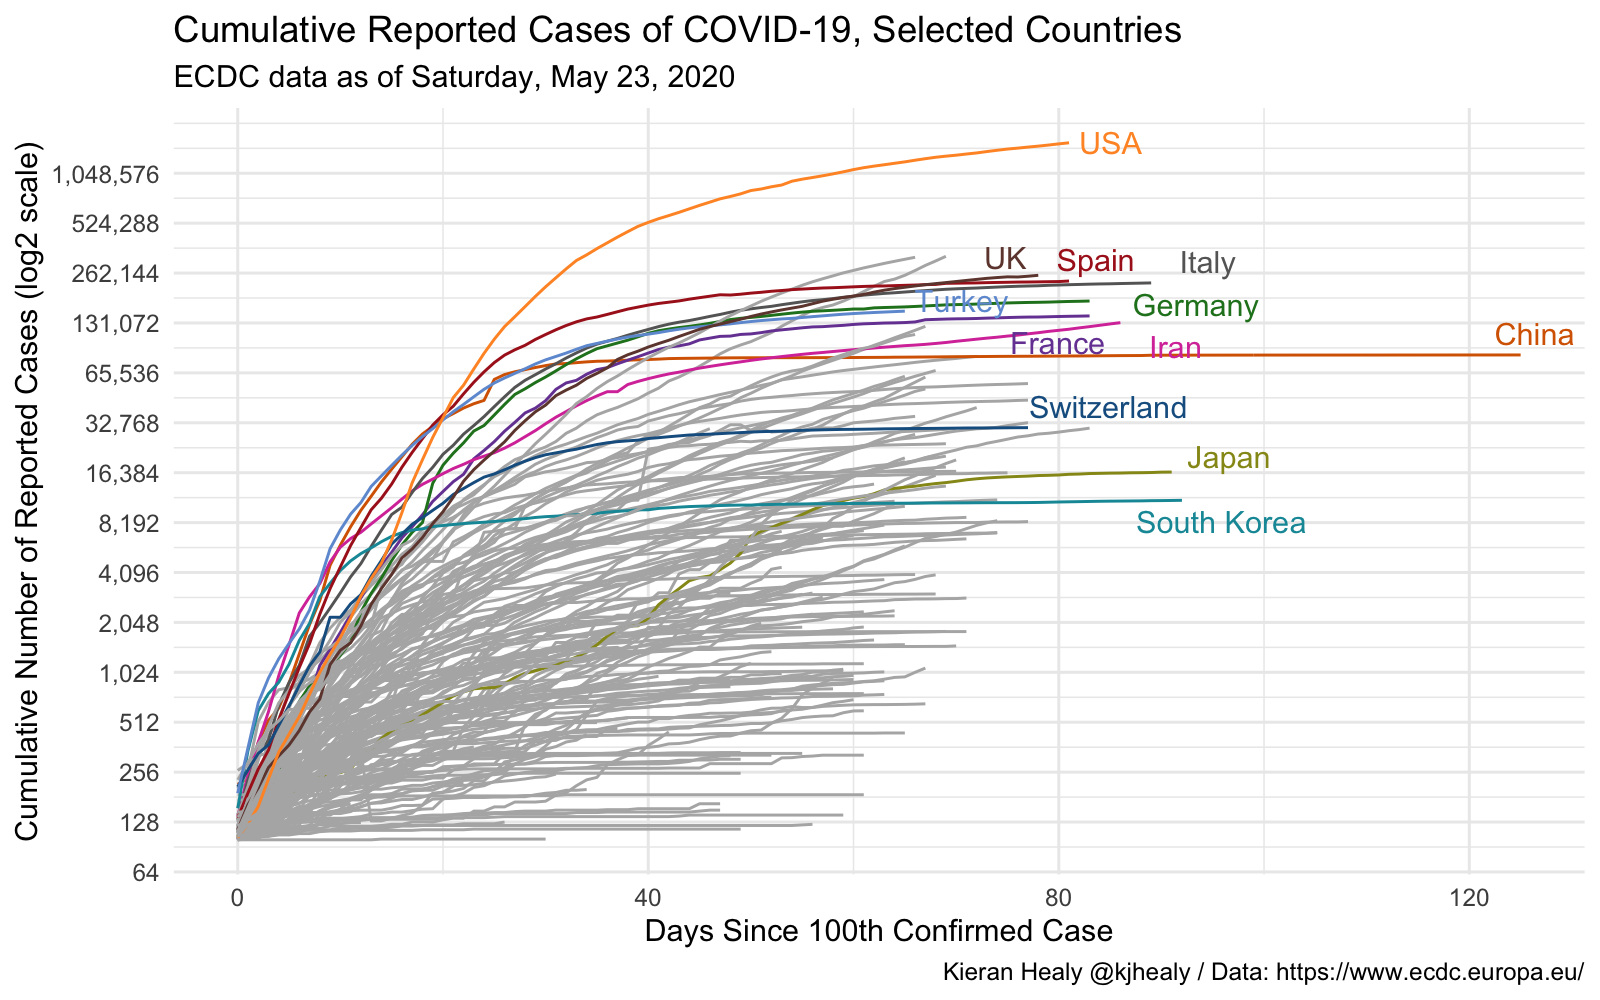 Cumulative Reported Cases of COVID-19, Selected Countries
ECDC data as of Saturday, May 23, 2020
Cumulative Number of Reported Cases (log2 scale)
1,048,576
524,288
262,144
131,072
65,536
32,768
16,384
8,192
4,096
2,048
1,024
512
256
128
64
USA
UK
Spain
Italy
Turkey
Germany
France
Iran
China
Switzerland
Japan
South Korea
0 40 80 120
Days Since 100th Confirmed Case
Kieran Healy @kjhealy / Data: https://www.ecdc.europa.eu/